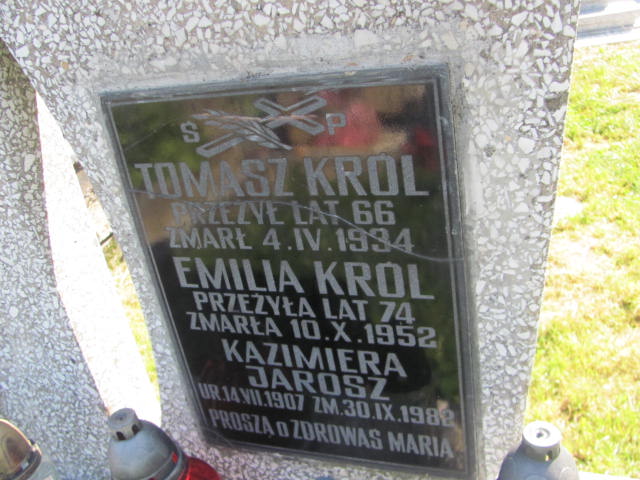 S P
TOMASZ KRÓL
PRZEŻYŁ LAT 66
ZMARŁ 4.IV.1934
EMILIA KRÓL
PRZEŻYŁA LAT 74
ZMARŁA 10.X.1952
KAZIMIERA
JAROSZ
UR.14 VII.1907 ZM.30.IX.1982
PROSZĄ o ZDROWAŚ MARIA